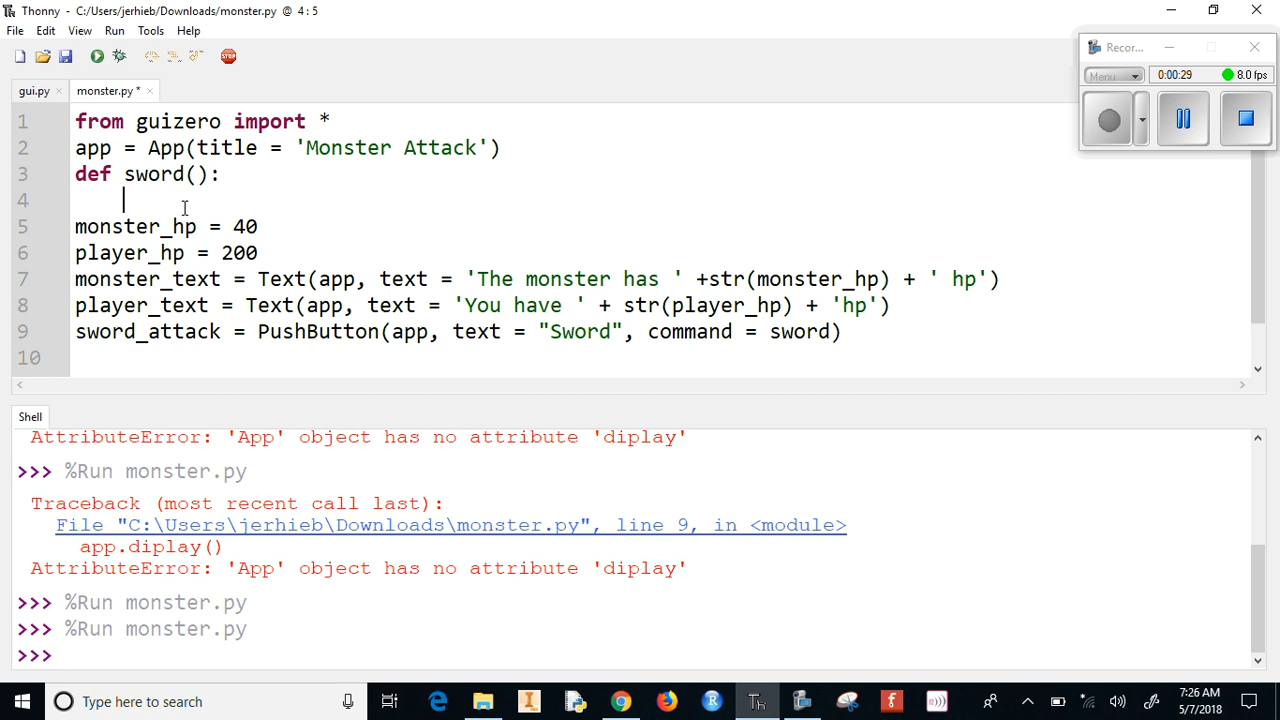 Thonny - C:/Users/jerhieb/Downloads/monster.py @ 4 : 5
File Edit View Run Tools Help
STOP
Recor...
Menu 0:00:29 8.0 fps
gui.py × monster.py * ×
1 from guizero import *
2 app = App(title = 'Monster Attack')
3 def sword():
4
5 monster_hp = 40
6 player_hp = 200
7 monster_text = Text(app, text = 'The monster has ' +str(monster_hp) + ' hp')
8 player_text = Text(app, text = 'You have ' + str(player_hp) + 'hp')
9 sword_attack = PushButton(app, text = "Sword", command = sword)
10
Shell
AttributeError: 'App' object has no attribute 'diplay'
>>> %Run monster.py
Traceback (most recent call last):
File "C:\Users\jerhieb\Downloads\monster.py", line 9, in <module>
app.diplay()
AttributeError: 'App' object has no attribute 'diplay'
>>> %Run monster.py
>>> %Run monster.py
>>>
Type here to search
Th
7:26 AM
5/7/2018